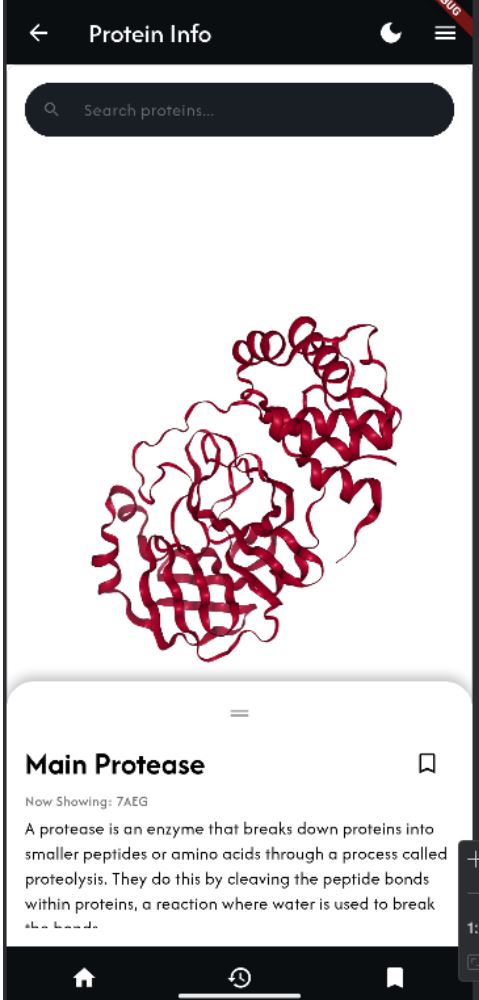 Protein Info
Search proteins...
Main Protease
Now Showing: 7AEG
A protease is an enzyme that breaks down proteins into
smaller peptides or amino acids through a process called
proteolysis. They do this by cleaving the peptide bonds
within proteins, a reaction where water is used to break
the bonds
1: